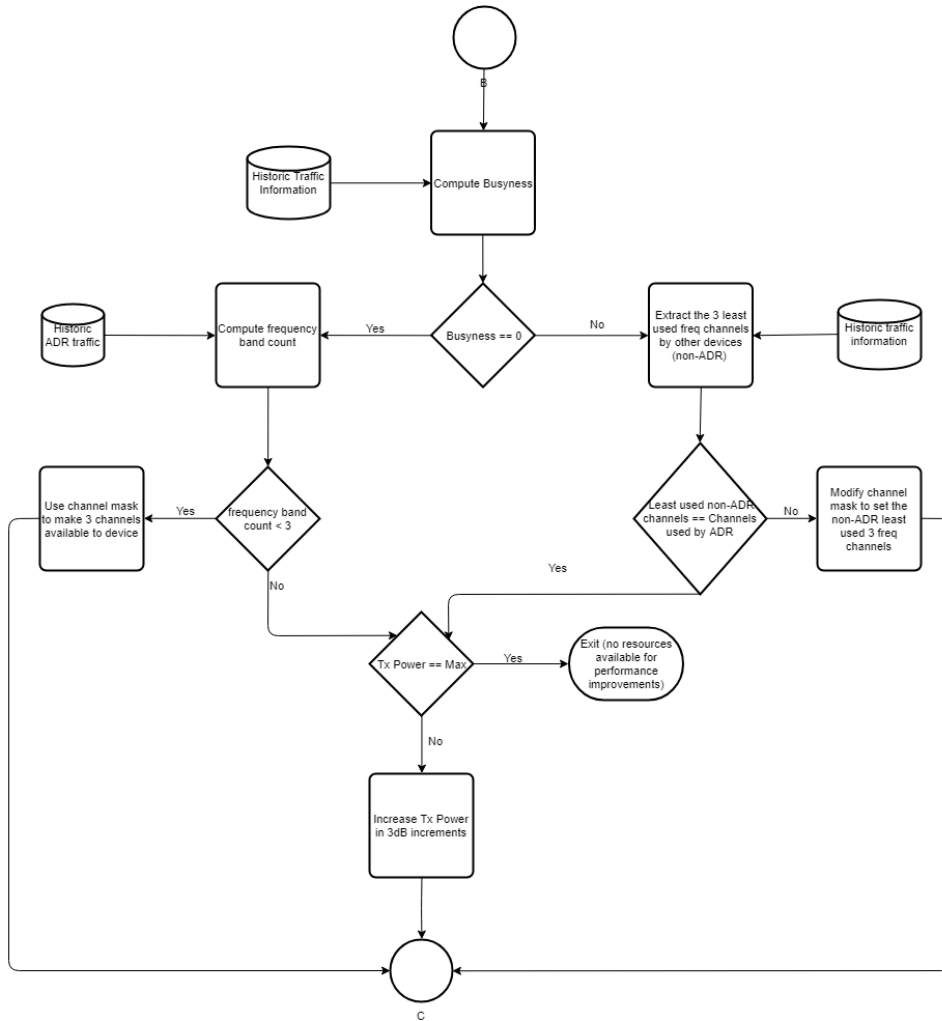 B
Historic Traffic
Information
Compute Busyness
Historic
ADR traffic
Compute frequency
band count
Yes
Busyness == 0
No
Extract the 3 least
used freq channels
by other devices
(non-ADR)
Historic traffic
information
Use channel mask
to make 3 channels
available to device
Yes
frequency band
count < 3
No
Least used non-ADR
channels == Channels
used by ADR
No
Modify channel
mask to set the
non-ADR least
used 3 freq
channels
Yes
Tx Power == Max
Yes
Exit (no resources
available for
performance
improvements)
No
Increase Tx Power
in 3dB increments
C